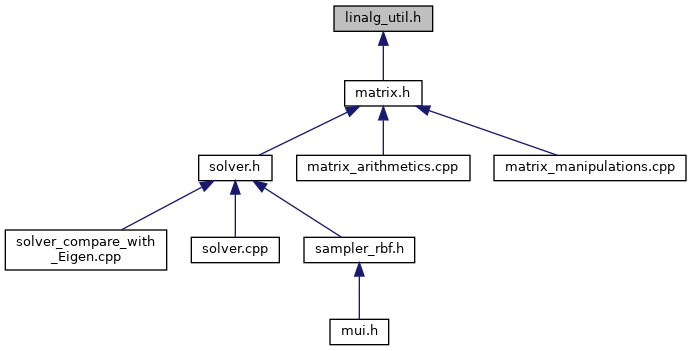 linalg_util.h
matrix.h
solver.h
matrix_arithmetics.cpp
matrix_manipulations.cpp
solver_compare_with
_Eigen.cpp
solver.cpp
sampler_rbf.h
mui.h